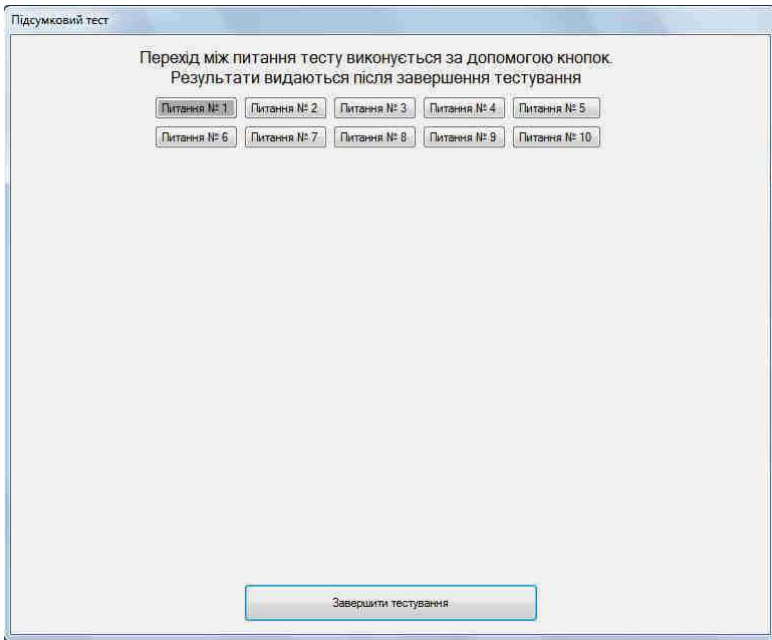 Підсумковий тест
Перехід між питання тесту виконується за допомогою кнопок.
Результати видаються після завершення тестування
Питання № 1 Питання № 2 Питання № 3 Питання № 4 Питання № 5
Питання № 6 Питання № 7 Питання № 8 Питання № 9 Питання № 10
Завершити тестування